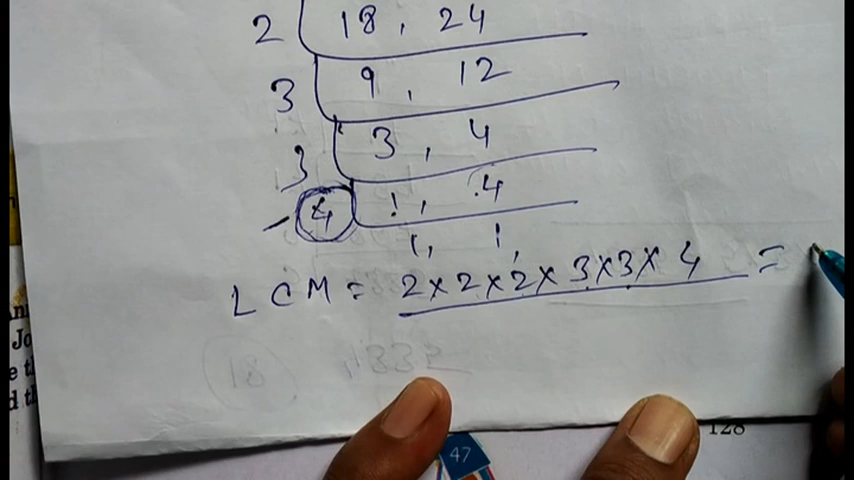 2 18, 24
3 9, 12
3 3, 4
4 1, 4
1, 1,
LCM = 2×2×2×3×3×4 =
18
128
47